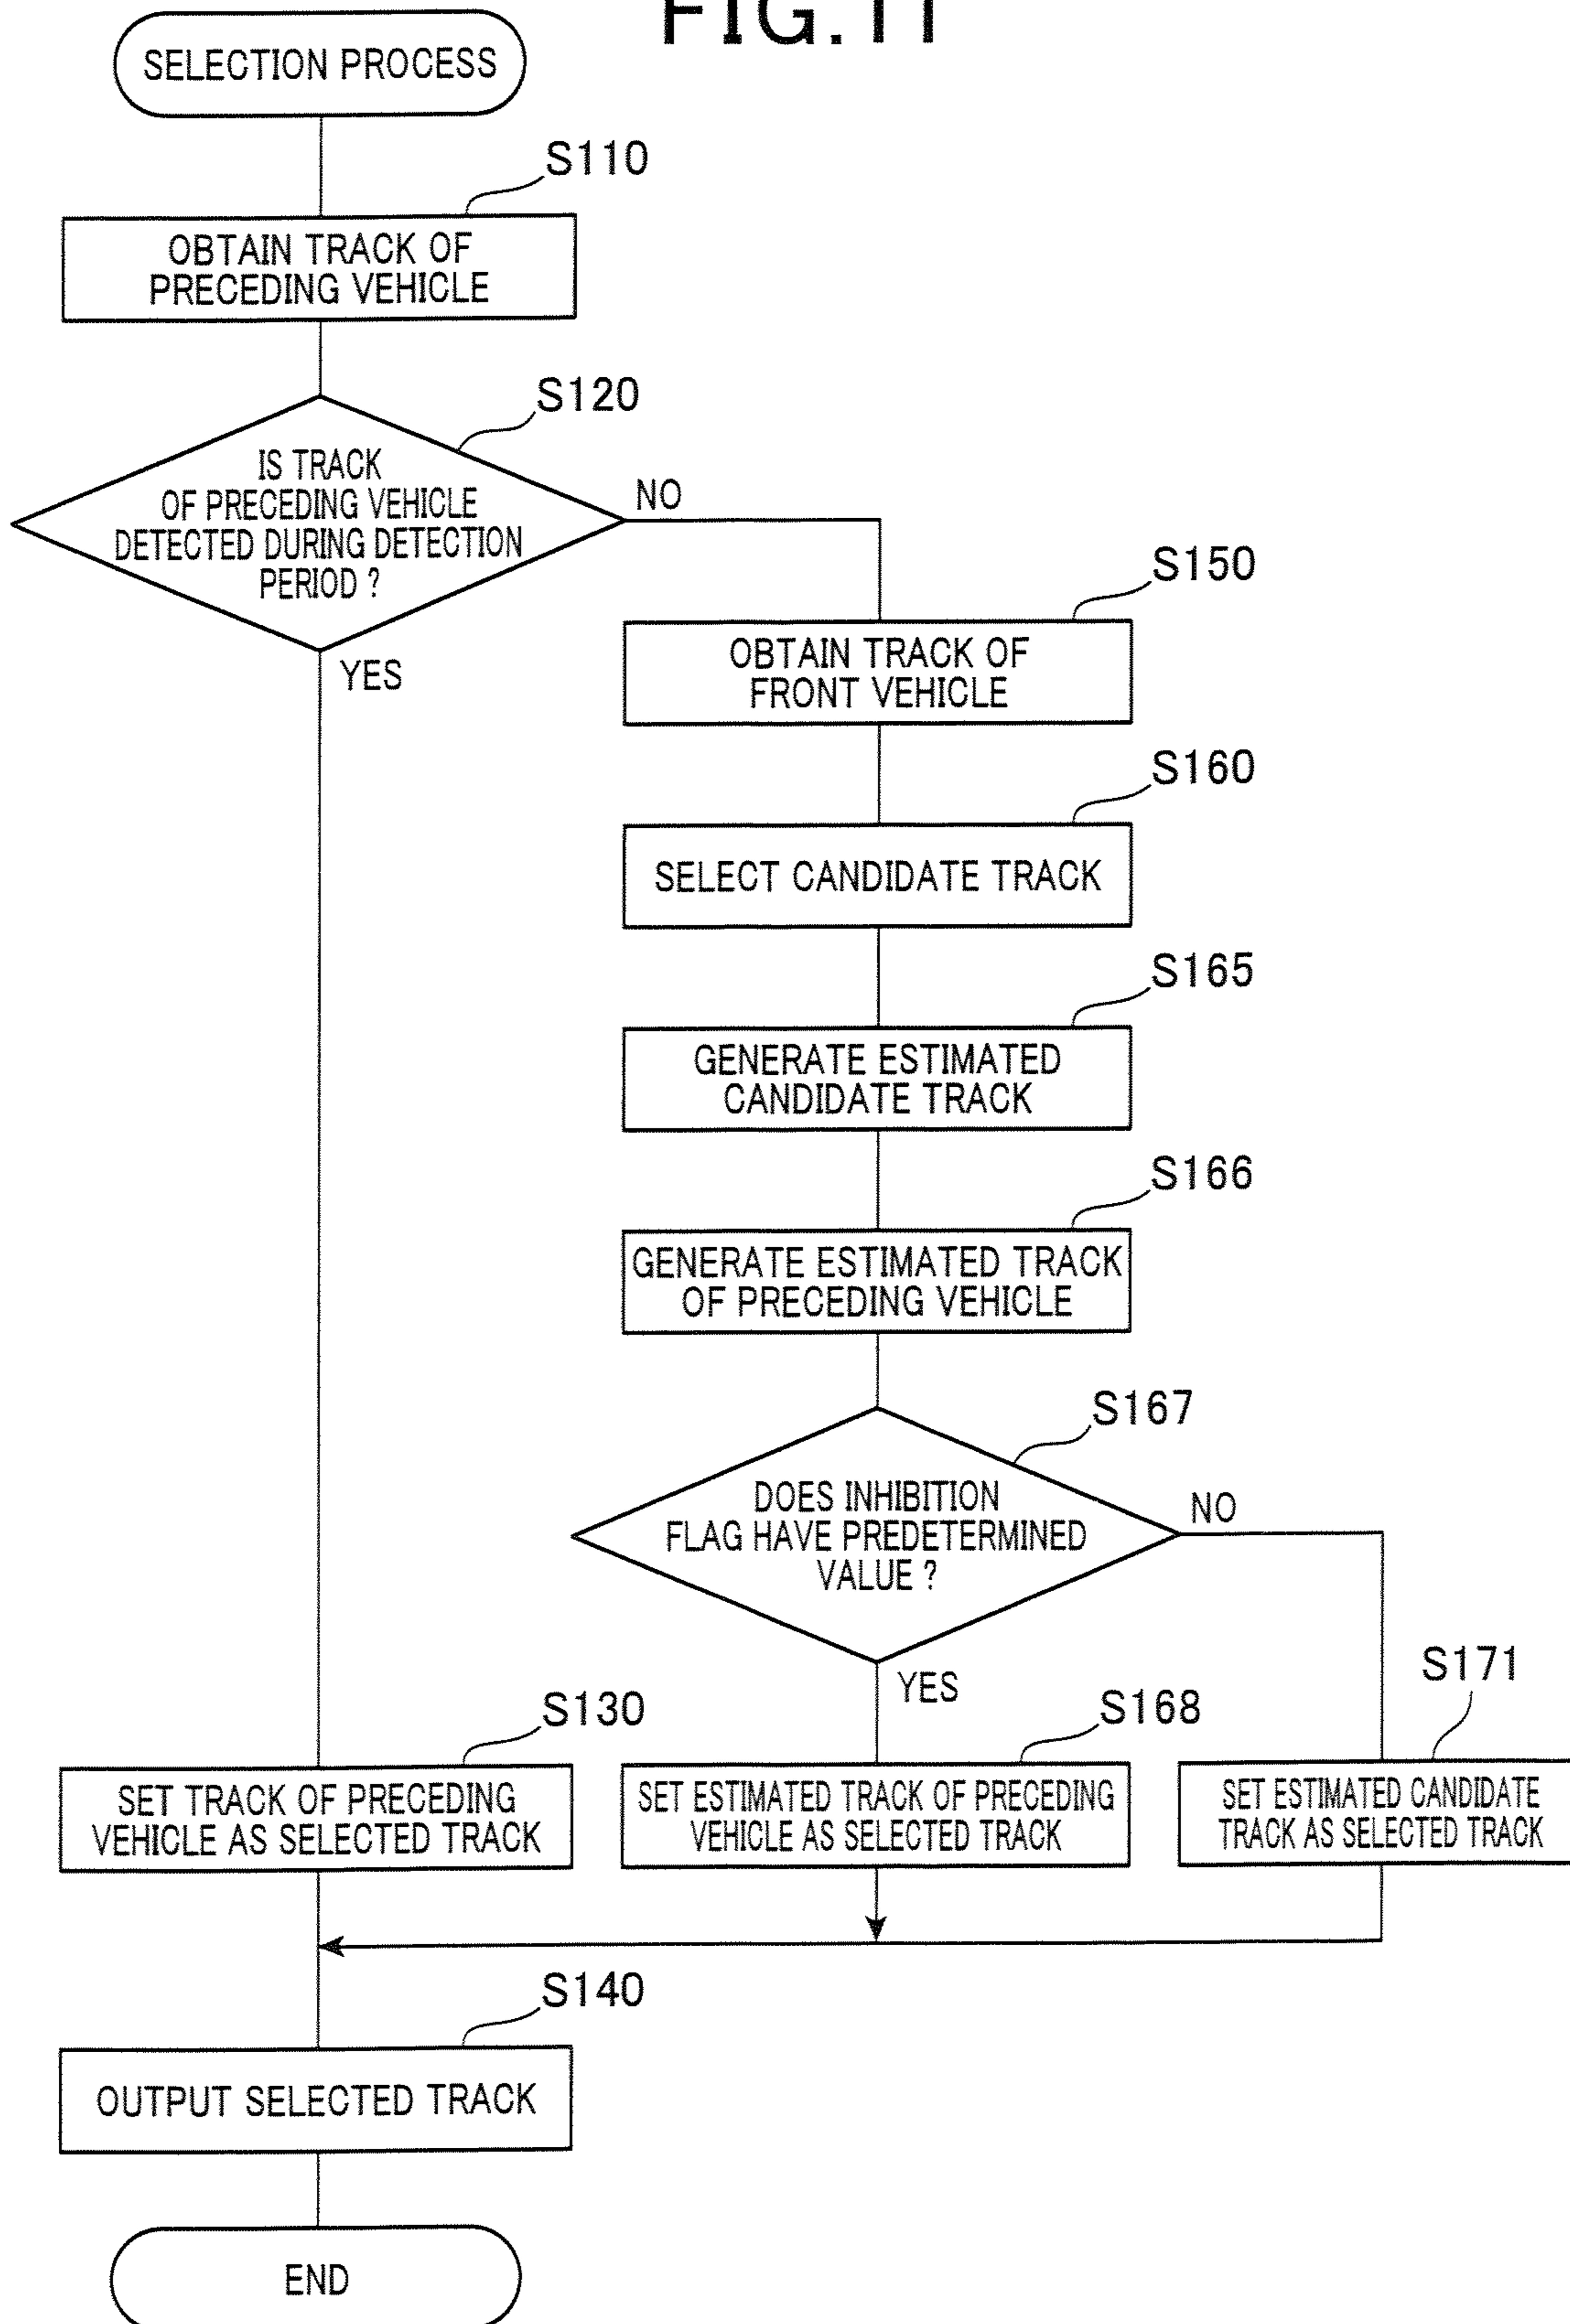 FIG.11
SELECTION PROCESS
S110
OBTAIN TRACK OF
PRECEDING VEHICLE
S120
IS TRACK
OF PRECEDING VEHICLE
DETECTED DURING DETECTION
PERIOD ?
NO
YES
S150
OBTAIN TRACK OF
FRONT VEHICLE
S160
SELECT CANDIDATE TRACK
S165
GENERATE ESTIMATED
CANDIDATE TRACK
S166
GENERATE ESTIMATED TRACK
OF PRECEDING VEHICLE
S167
DOES INHIBITION
FLAG HAVE PREDETERMINED
VALUE ?
NO
YES
S130
SET TRACK OF PRECEDING
VEHICLE AS SELECTED TRACK
S168
SET ESTIMATED TRACK OF PRECEDING
VEHICLE AS SELECTED TRACK
S171
SET ESTIMATED CANDIDATE
TRACK AS SELECTED TRACK
S140
OUTPUT SELECTED TRACK
END